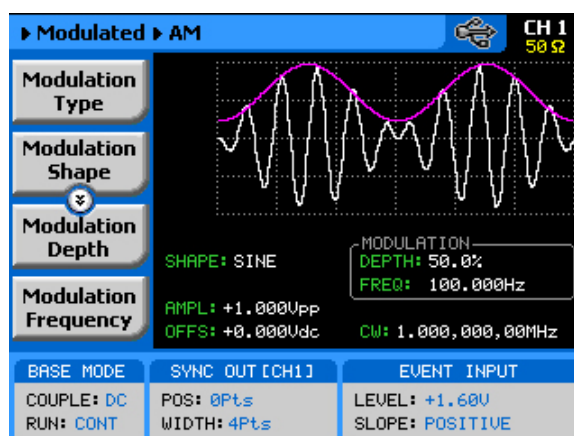 Modulated AM
CH 1
50 Ω
Modulation
Type
Modulation
Shape
Modulation
Depth
Modulation
Frequency
SHAPE: SINE
AMPL: +1.000Vpp
OFFS: +0.000Vdc
MODULATION
DEPTH: 50.0%
FREQ: 100.000Hz
CW: 1.000,000,00MHz
BASE MODE
COUPLE: DC
RUN: CONT
SYNC OUT [CH1]
POS: 0Pts
WIDTH: 4Pts
EVENT INPUT
LEVEL: +1.60V
SLOPE: POSITIVE